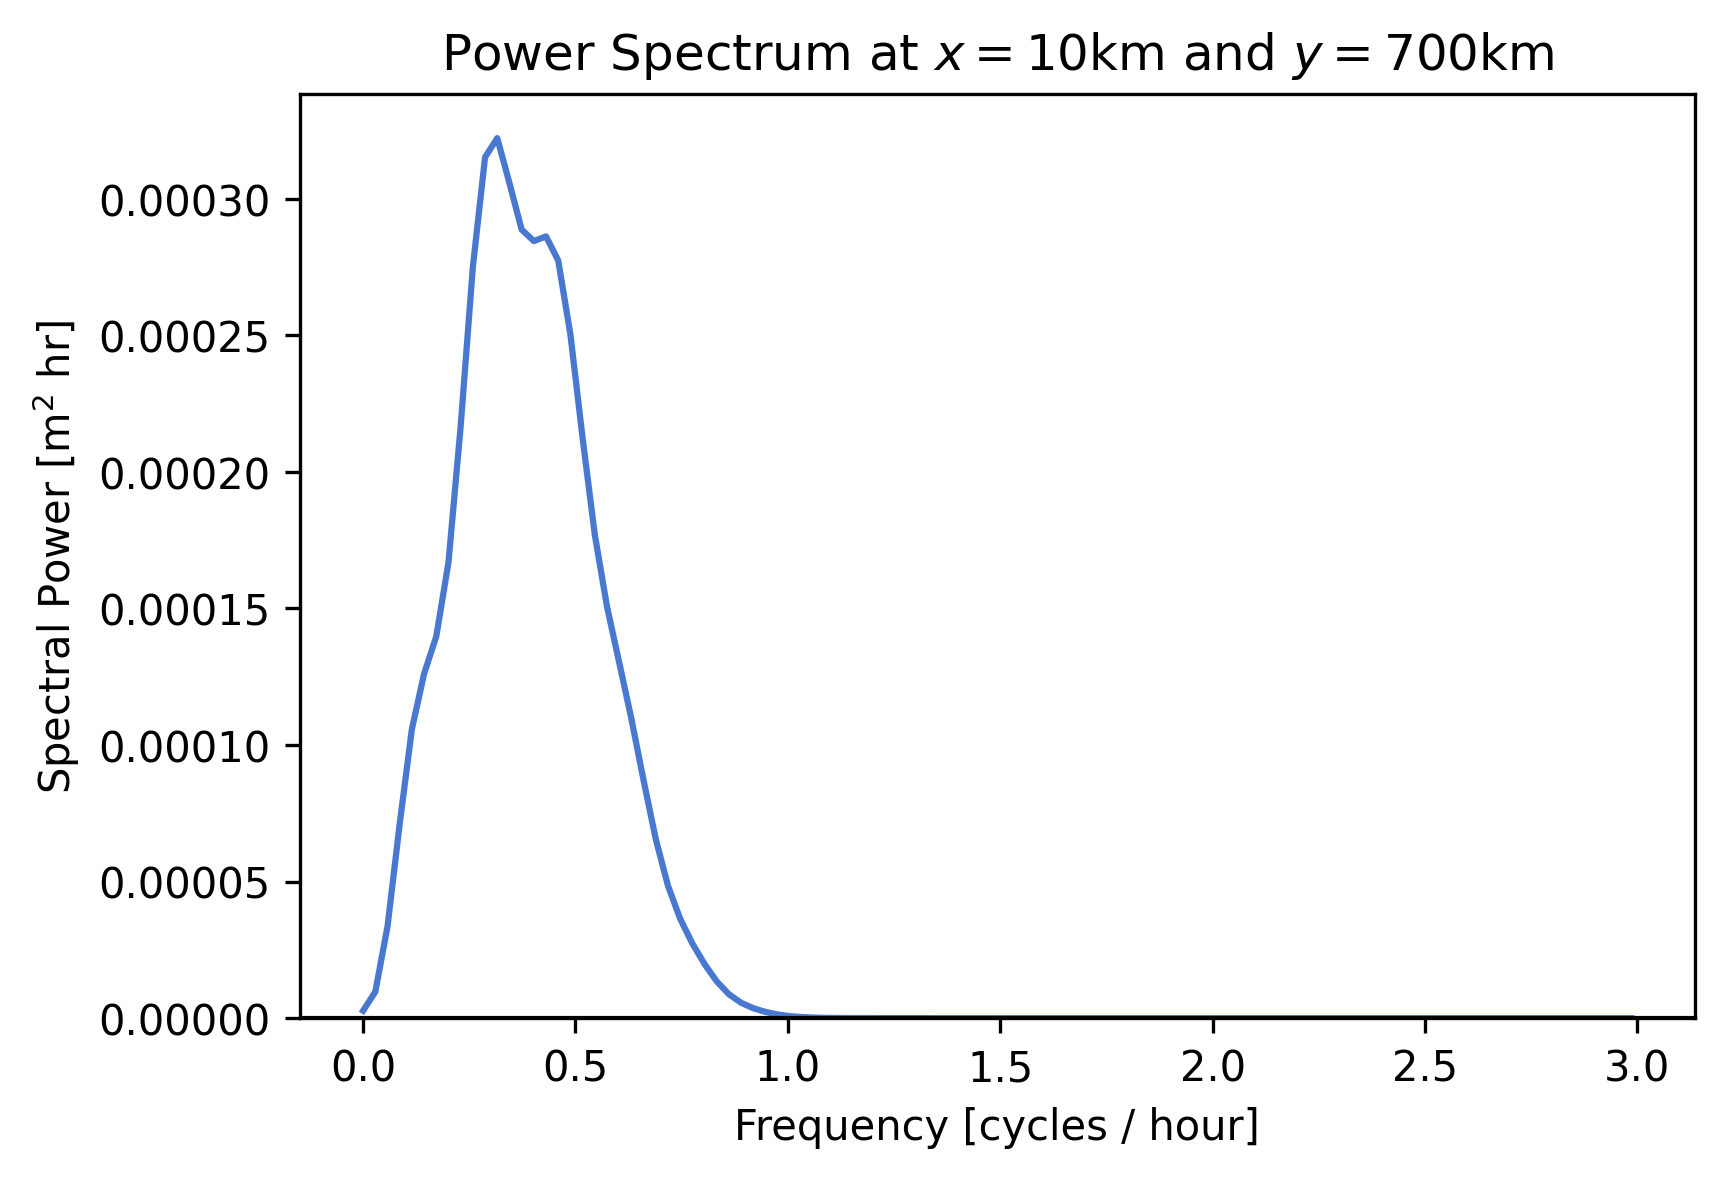 Power Spectrum at x = 10km and y = 700km
0.00030
0.00025
0.00020
0.00015
0.00010
0.00005
0.00000
Spectral Power [m² hr]
0.0 0.5 1.0 1.5 2.0 2.5 3.0
Frequency [cycles / hour]